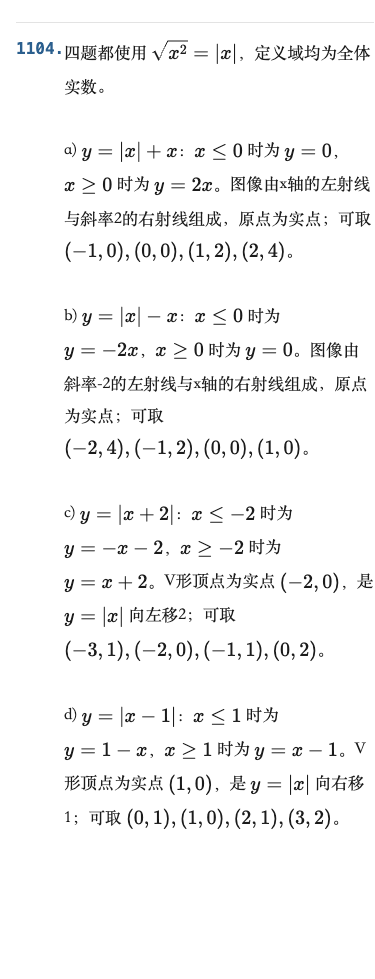 1104. 四题都使用 √x² = |x|，定义域均为全体
实数。
a) y = |x| + x：x ≤ 0 时为 y = 0，
x ≥ 0 时为 y = 2x。图像由x轴的左射线
与斜率2的右射线组成，原点为实点；可取
(−1, 0), (0, 0), (1, 2), (2, 4)。
b) y = |x| − x：x ≤ 0 时为
y = −2x，x ≥ 0 时为 y = 0。图像由
斜率-2的左射线与x轴的右射线组成，原点
为实点；可取
(−2, 4), (−1, 2), (0, 0), (1, 0)。
c) y = |x + 2|：x ≤ −2 时为
y = −x − 2，x ≥ −2 时为
y = x + 2。V形顶点为实点 (−2, 0)，是
y = |x| 向左移2；可取
(−3, 1), (−2, 0), (−1, 1), (0, 2)。
d) y = |x − 1|：x ≤ 1 时为
y = 1 − x，x ≥ 1 时为 y = x − 1。V
形顶点为实点 (1, 0)，是 y = |x| 向右移
1；可取 (0, 1), (1, 0), (2, 1), (3, 2)。